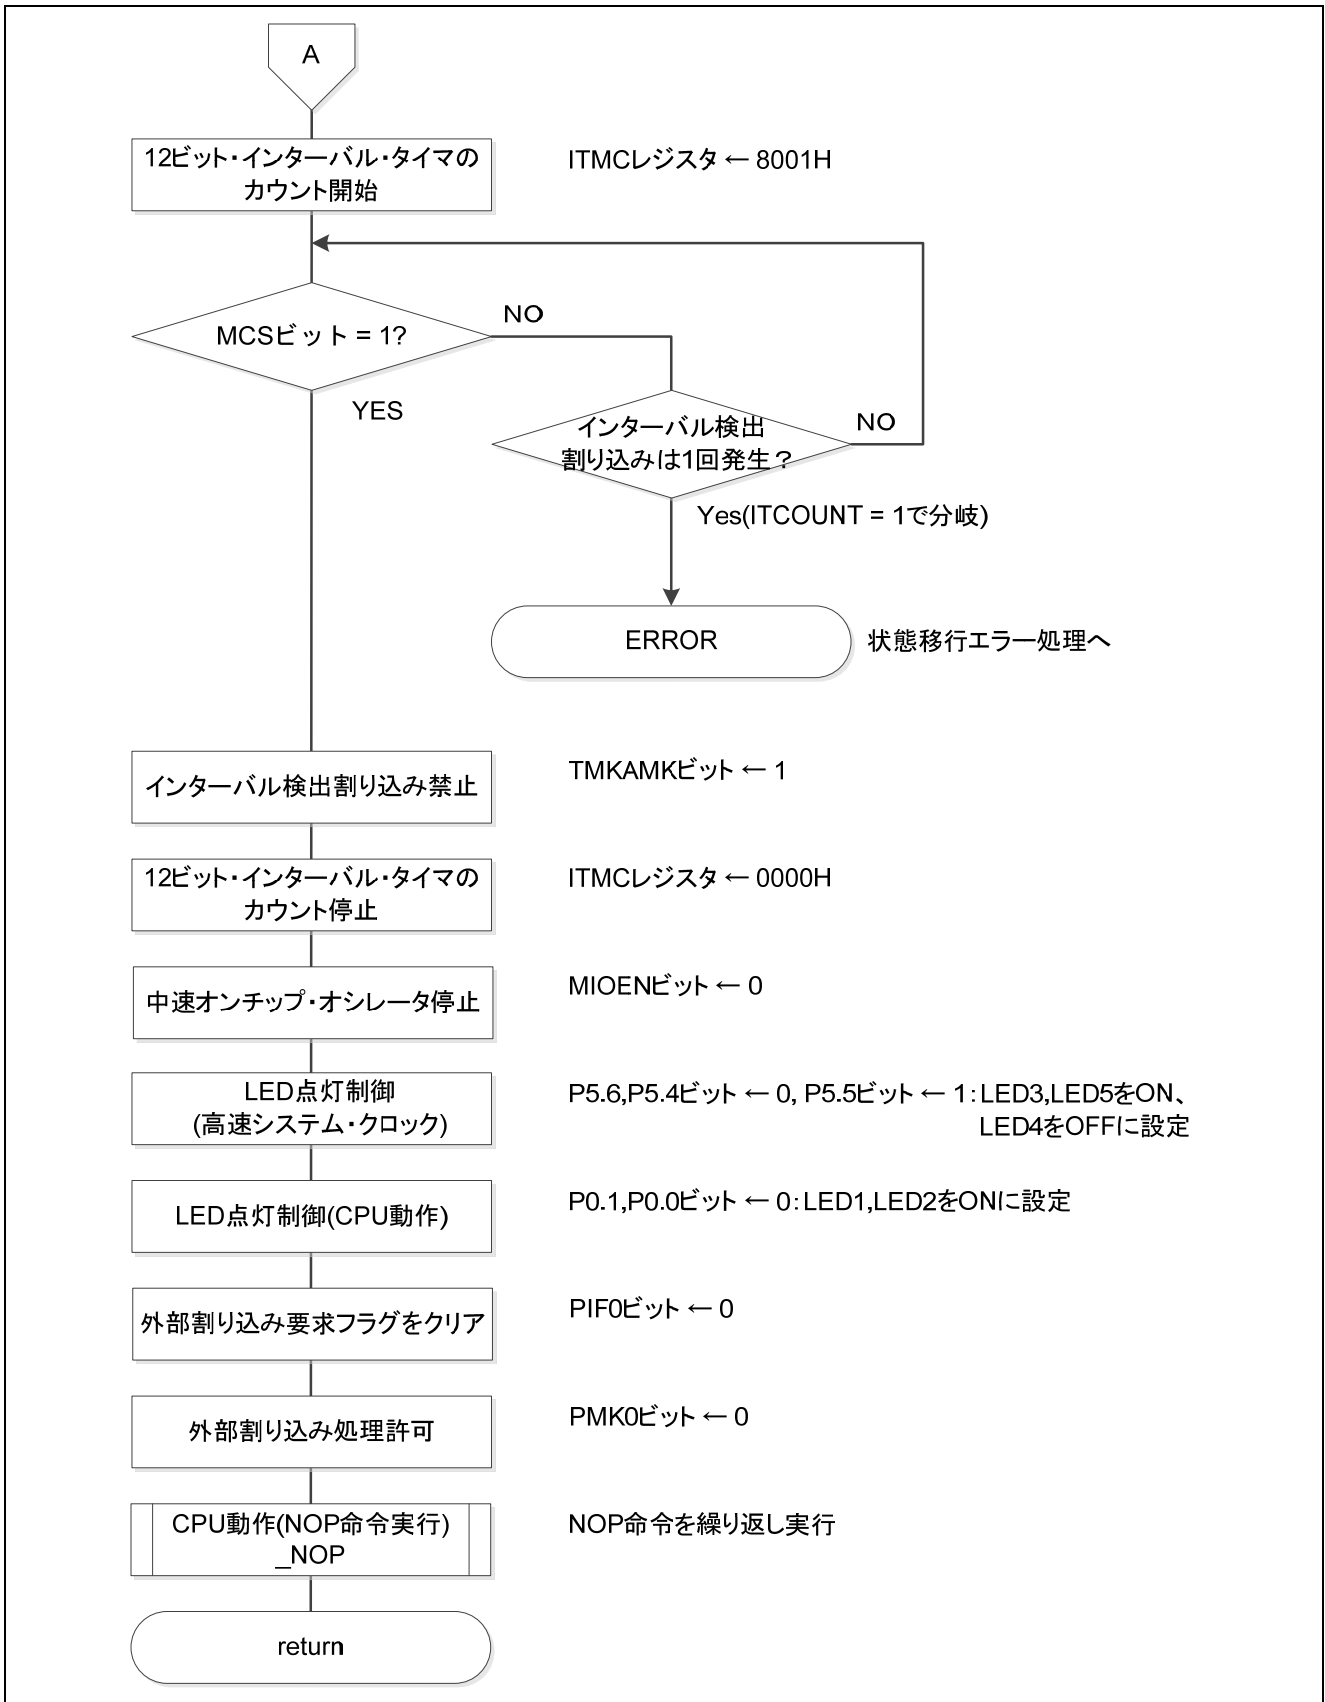 A
12ビット・インターバル・タイマの
カウント開始
ITMCレジスタ ← 8001H
MCSビット = 1?
NO
YES
インターバル検出
割り込みは1回発生？
NO
Yes(ITCOUNT = 1で分岐)
ERROR
状態移行エラー処理へ
インターバル検出割り込み禁止
TMKAMKビット ← 1
12ビット・インターバル・タイマの
カウント停止
ITMCレジスタ ← 0000H
中速オンチップ・オシレータ停止
MIOENビット ← 0
LED点灯制御
(高速システム・クロック)
P5.6,P5.4ビット ← 0, P5.5ビット ← 1：LED3,LED5をON、
LED4をOFFに設定
LED点灯制御(CPU動作)
P0.1,P0.0ビット ← 0：LED1,LED2をONに設定
外部割り込み要求フラグをクリア
PIF0ビット ← 0
外部割り込み処理許可
PMK0ビット ← 0
CPU動作(NOP命令実行)
_NOP
NOP命令を繰り返し実行
return